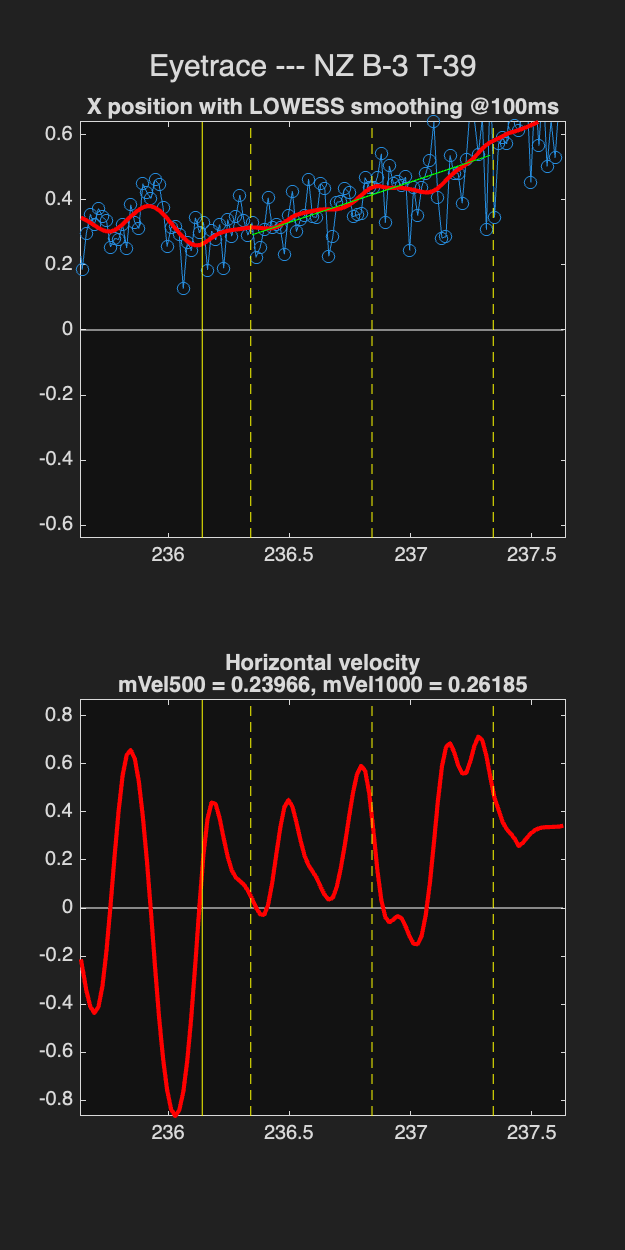 Eyetrace --- NZ B-3 T-39
X position with LOWESS smoothing @100ms
0.6
0.4
0.2
0
-0.2
-0.4
-0.6
236 236.5 237 237.5
Horizontal velocity
mVel500 = 0.23966, mVel1000 = 0.26185
0.8
0.6
0.4
0.2
0
-0.2
-0.4
-0.6
-0.8
236 236.5 237 237.5